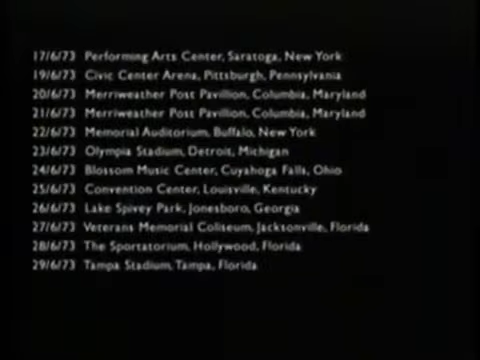 17/6/73 Performing Arts Center, Saratoga, New York
19/6/73 Civic Center Arena, Pittsburgh, Pennsylvania
20/6/73 Merriweather Post Pavillion, Columbia, Maryland
21/6/73 Merriweather Post Pavillion, Columbia, Maryland
22/6/73 Memorial Auditorium, Buffalo, New York
23/6/73 Olympia Stadium, Detroit, Michigan
24/6/73 Blossom Music Center, Cuyahoga Falls, Ohio
25/6/73 Convention Center, Louisville, Kentucky
26/6/73 Lake Spivey Park, Jonesboro, Georgia
27/6/73 Veterans Memorial Coliseum, Jacksonville, Florida
28/6/73 The Sportatorium, Hollywood, Florida
29/6/73 Tampa Stadium, Tampa, Florida